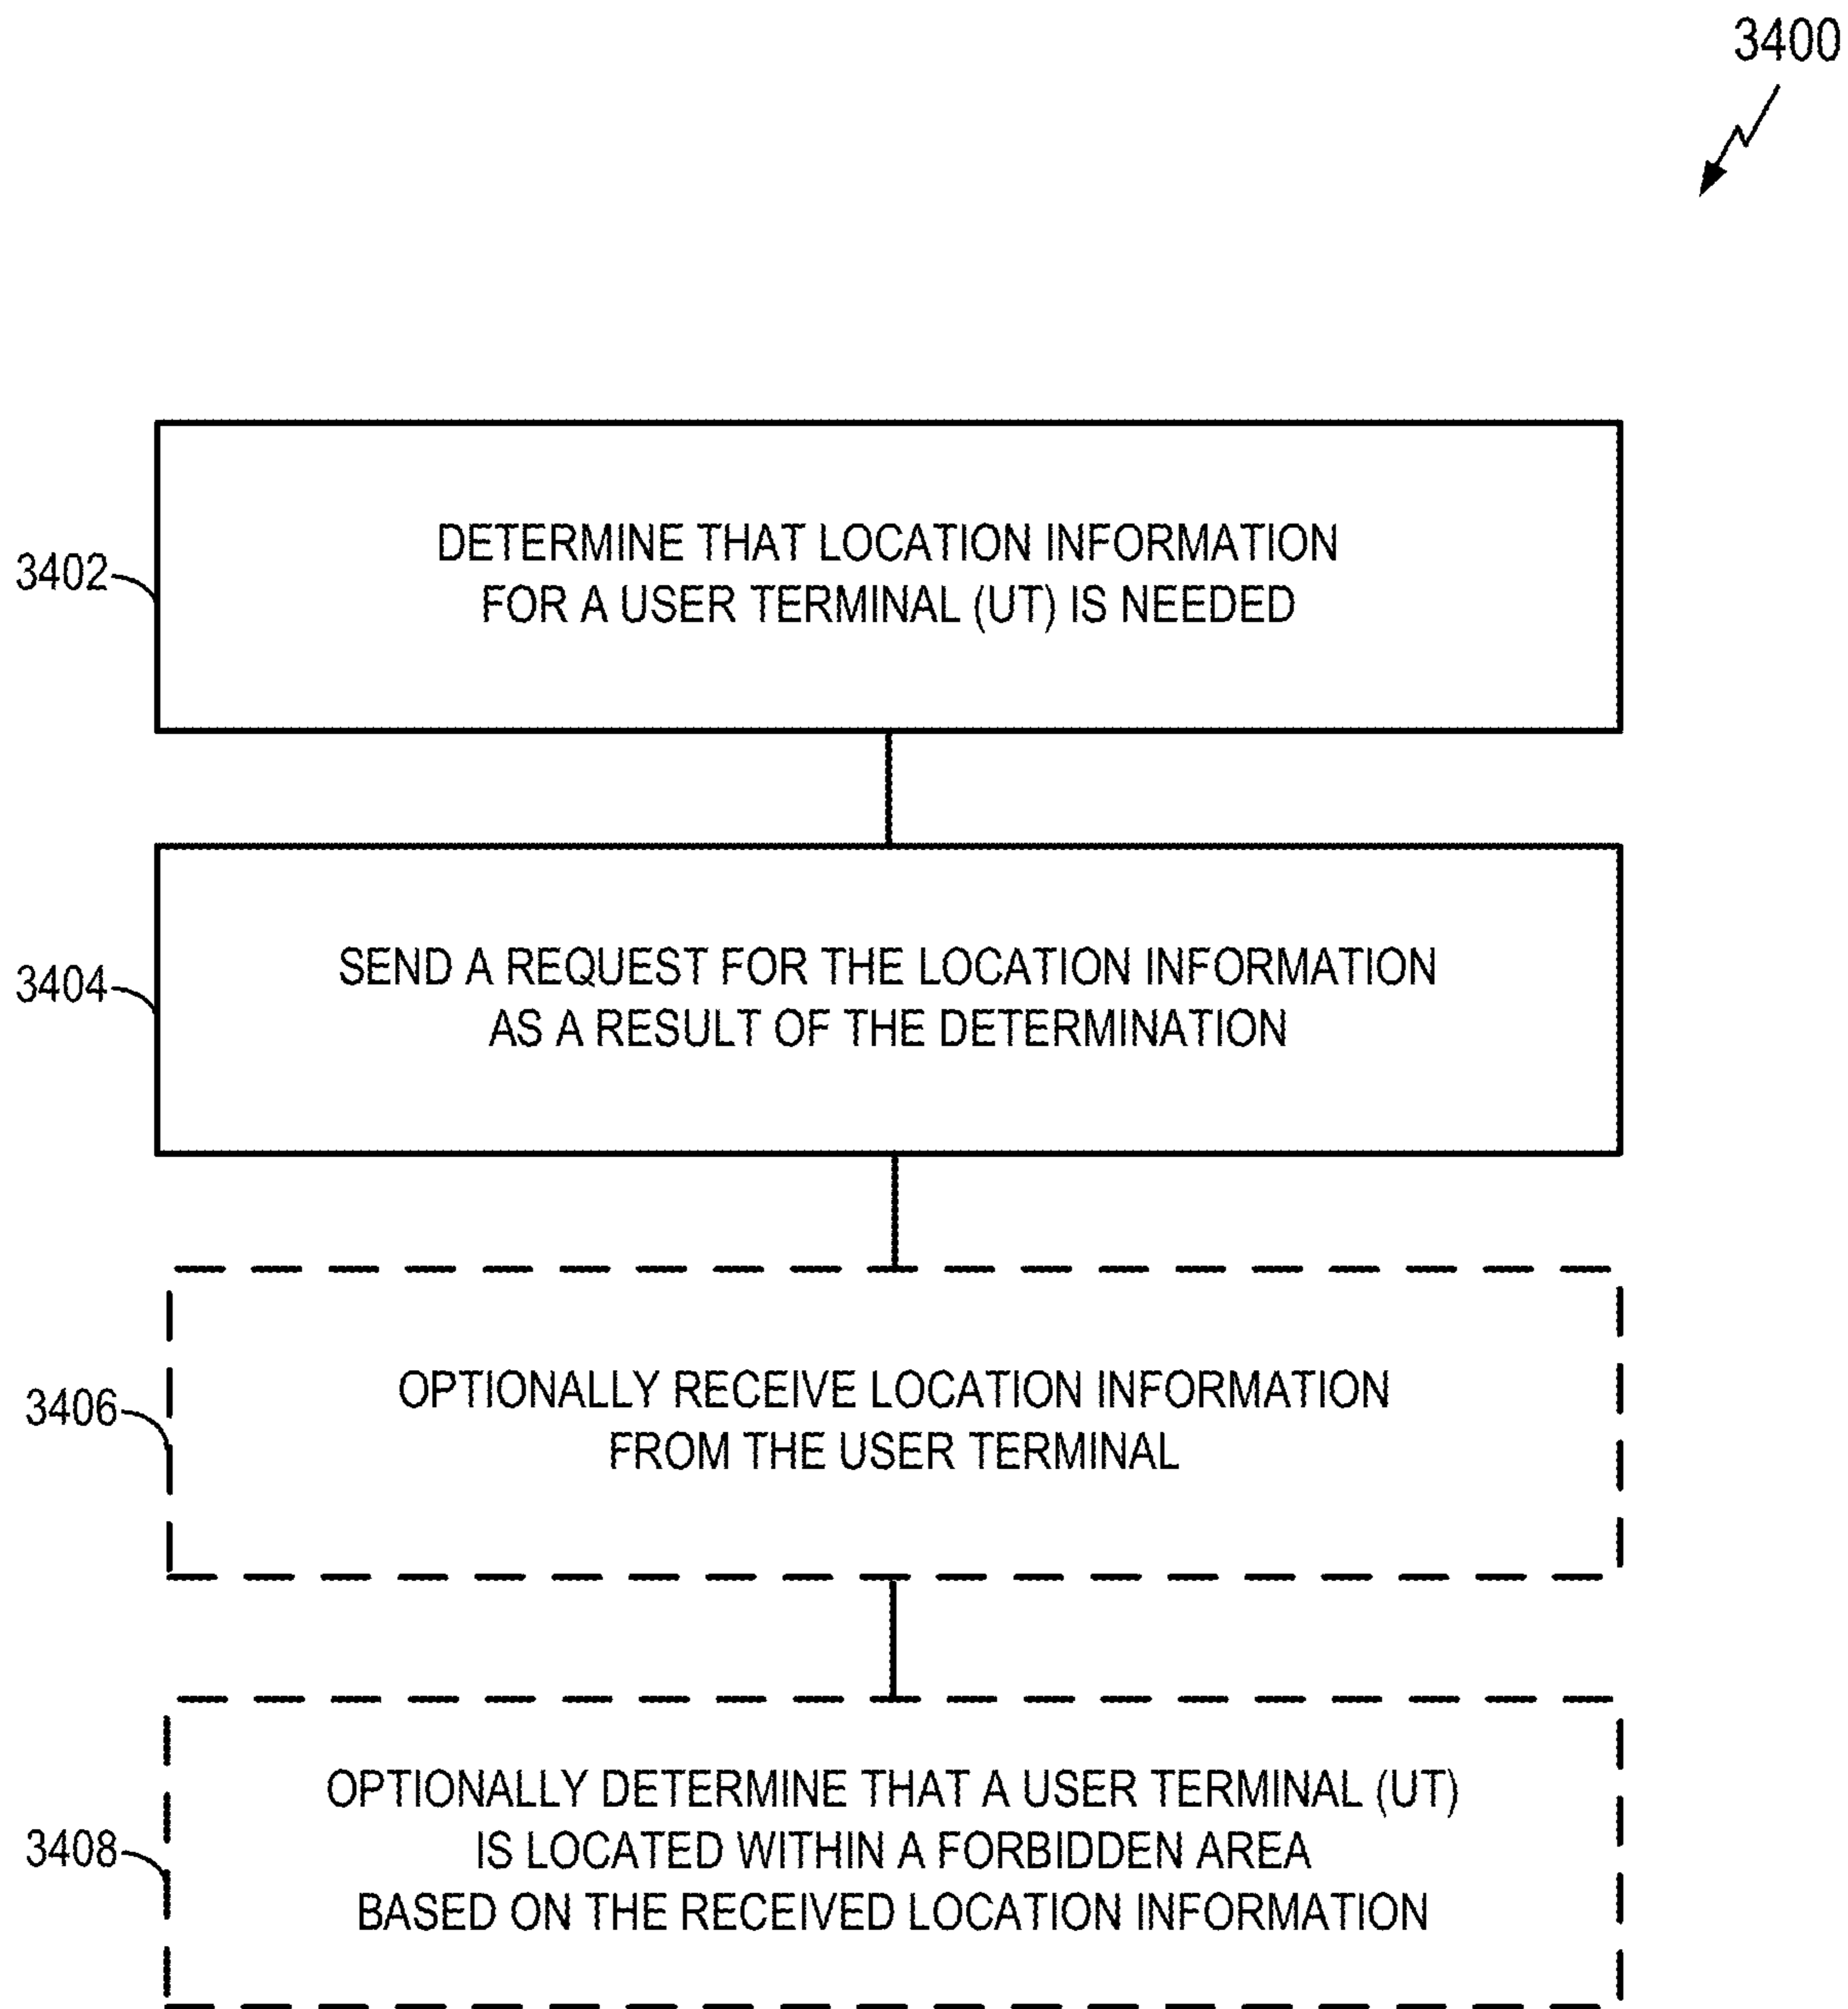 3400
3402
DETERMINE THAT LOCATION INFORMATION
FOR A USER TERMINAL (UT) IS NEEDED
3404
SEND A REQUEST FOR THE LOCATION INFORMATION
AS A RESULT OF THE DETERMINATION
3406
OPTIONALLY RECEIVE LOCATION INFORMATION
FROM THE USER TERMINAL
3408
OPTIONALLY DETERMINE THAT A USER TERMINAL (UT)
IS LOCATED WITHIN A FORBIDDEN AREA
BASED ON THE RECEIVED LOCATION INFORMATION